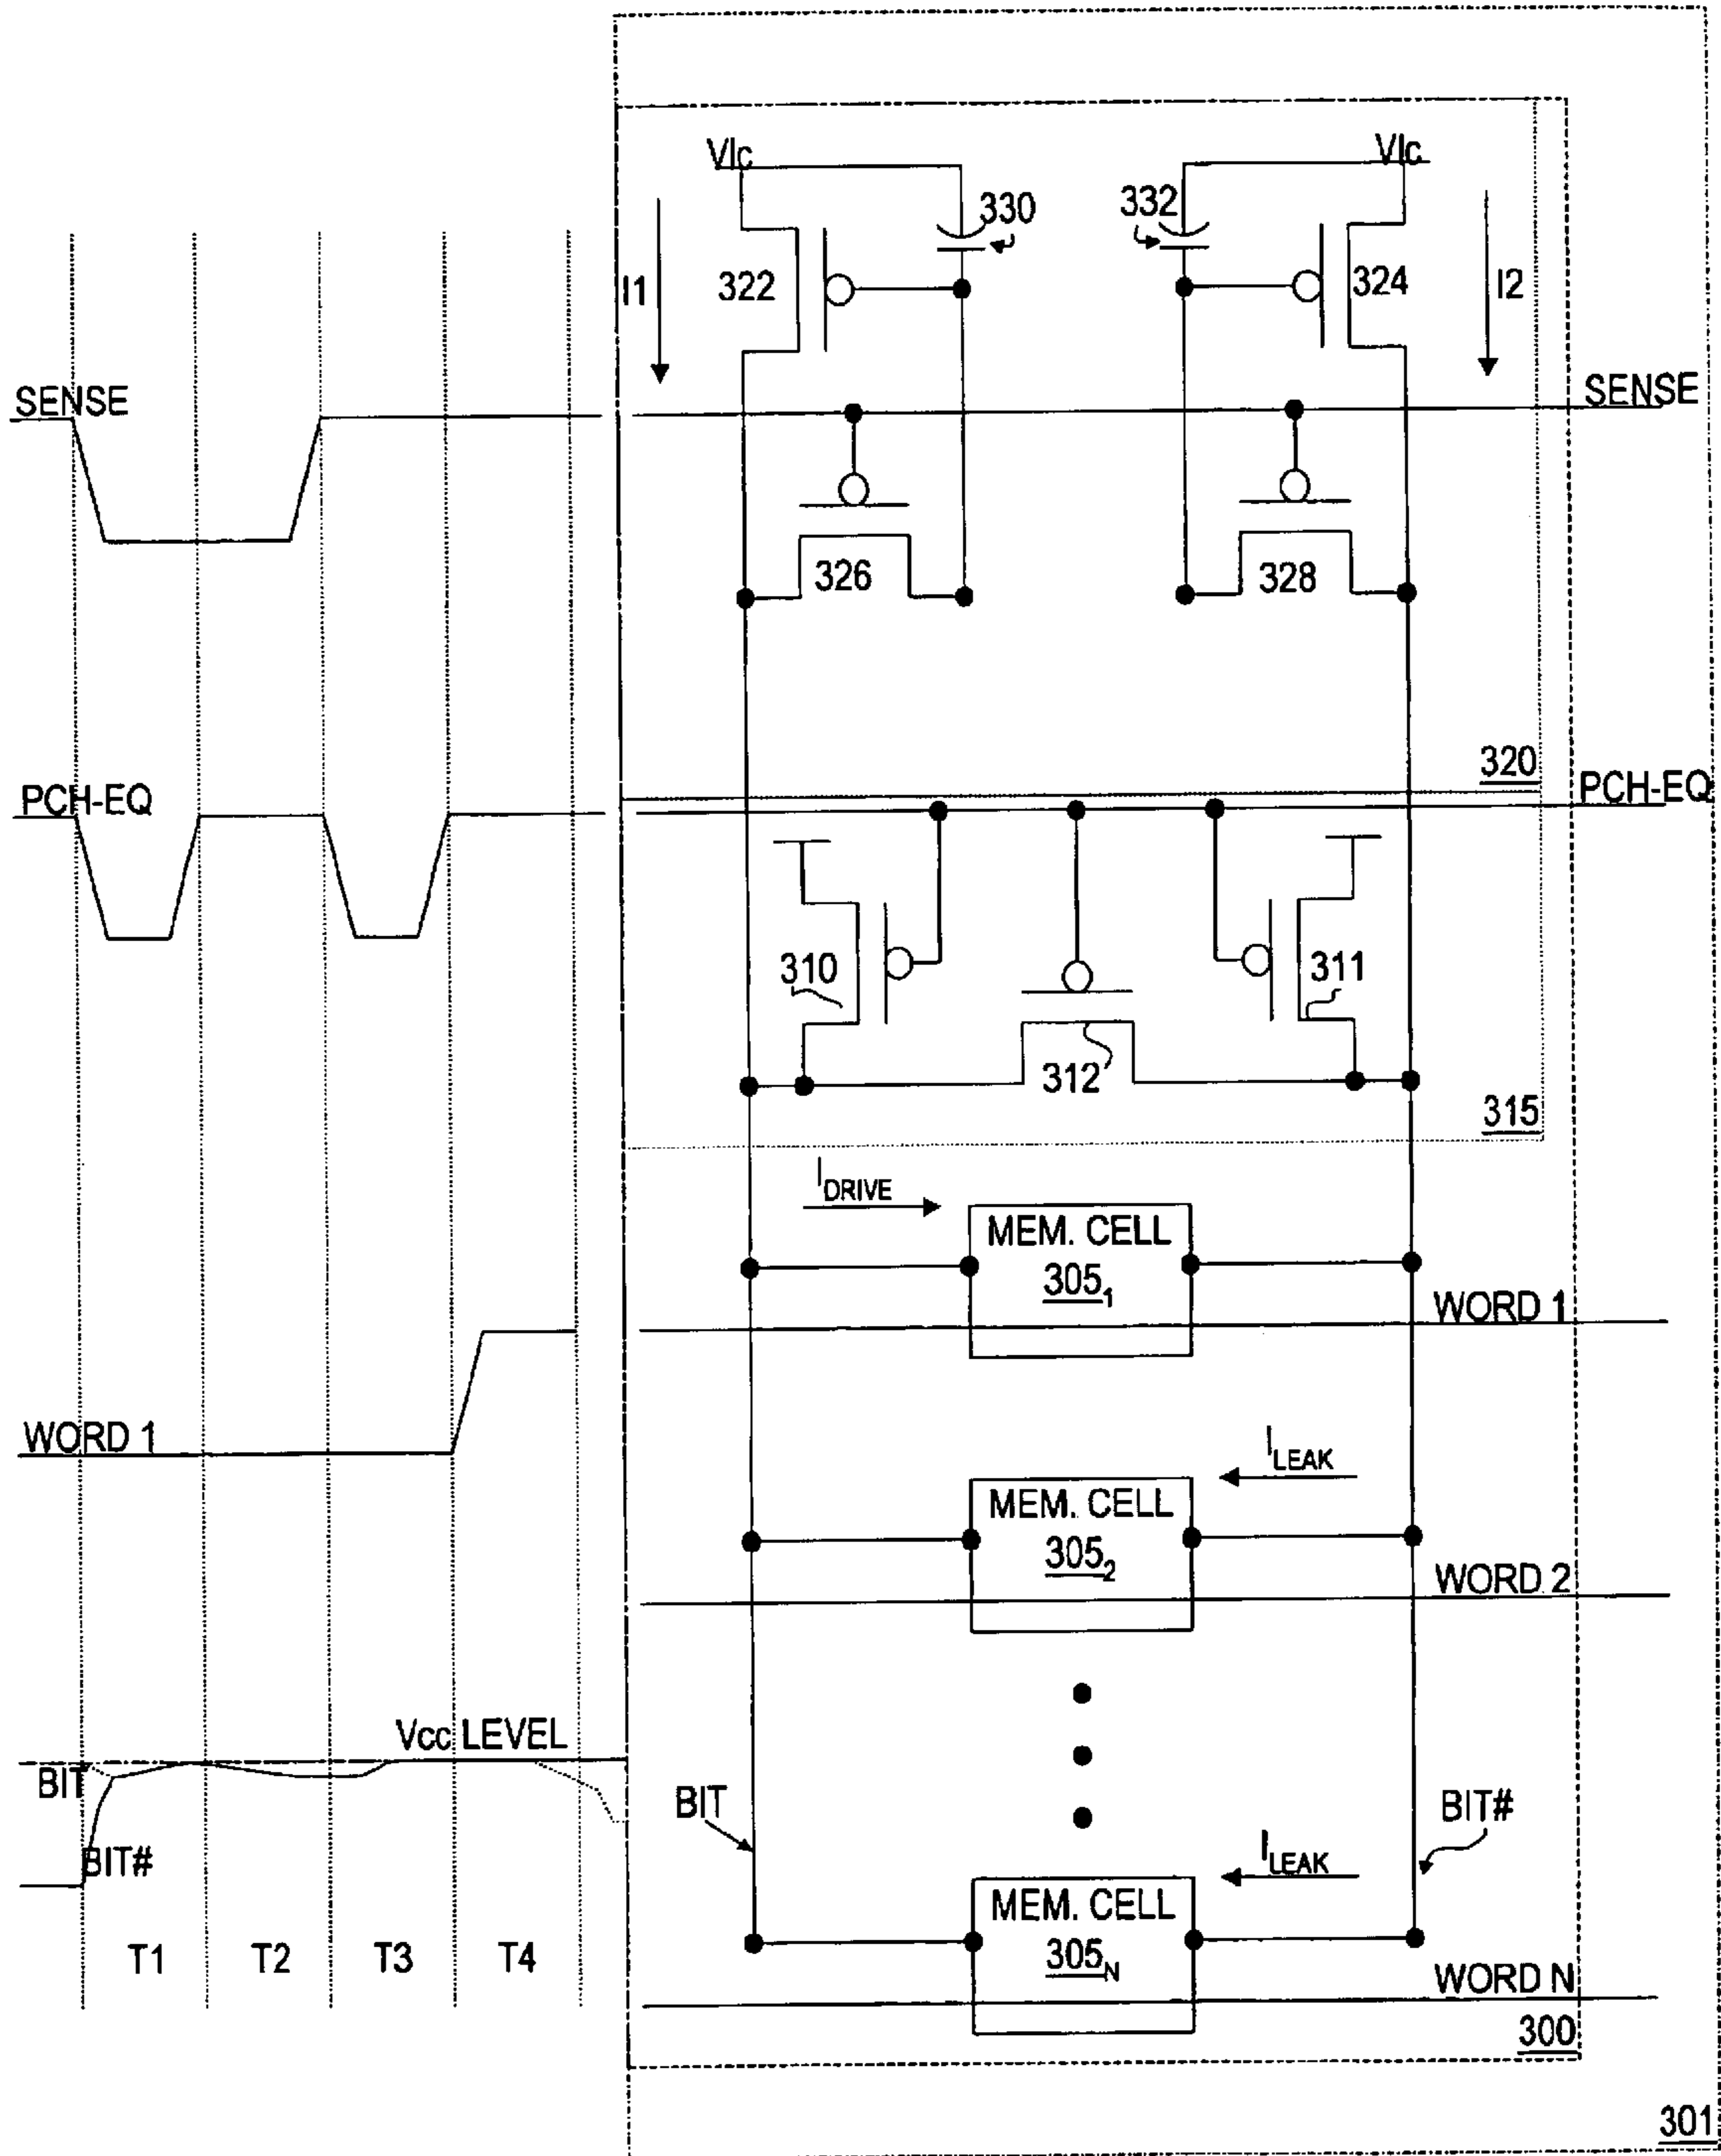 VIc
VIc
330
332
322
324
I1
I2
SENSE
SENSE
326
328
320
PCH-EQ
PCH-EQ
310
311
312
315
IDRIVE
MEM. CELL
305₁
WORD 1
WORD 1
ILEAK
MEM. CELL
305₂
WORD 2
Vcc LEVEL
BIT
BIT#
BIT
BIT#
ILEAK
MEM. CELL
305N
WORD N
T1
T2
T3
T4
300
301